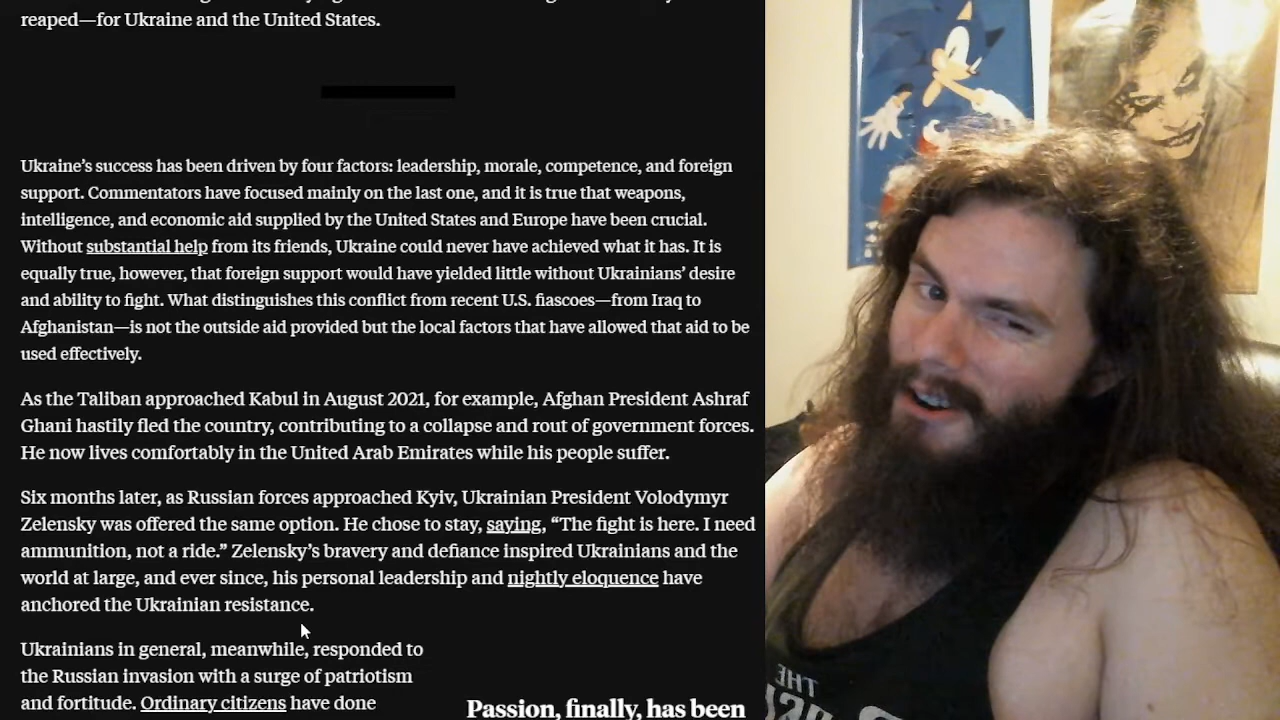 reaped—for Ukraine and the United States.
Ukraine’s success has been driven by four factors: leadership, morale, competence, and foreign
support. Commentators have focused mainly on the last one, and it is true that weapons,
intelligence, and economic aid supplied by the United States and Europe have been crucial.
Without substantial help from its friends, Ukraine could never have achieved what it has. It is
equally true, however, that foreign support would have yielded little without Ukrainians’ desire
and ability to fight. What distinguishes this conflict from recent U.S. fiascoes—from Iraq to
Afghanistan—is not the outside aid provided but the local factors that have allowed that aid to be
used effectively.
As the Taliban approached Kabul in August 2021, for example, Afghan President Ashraf
Ghani hastily fled the country, contributing to a collapse and rout of government forces.
He now lives comfortably in the United Arab Emirates while his people suffer.
Six months later, as Russian forces approached Kyiv, Ukrainian President Volodymyr
Zelensky was offered the same option. He chose to stay, saying, “The fight is here. I need
ammunition, not a ride.” Zelensky’s bravery and defiance inspired Ukrainians and the
world at large, and ever since, his personal leadership and nightly eloquence have
anchored the Ukrainian resistance.
Ukrainians in general, meanwhile, responded to
the Russian invasion with a surge of patriotism
and fortitude. Ordinary citizens have done
Passion, finally, has been
THE